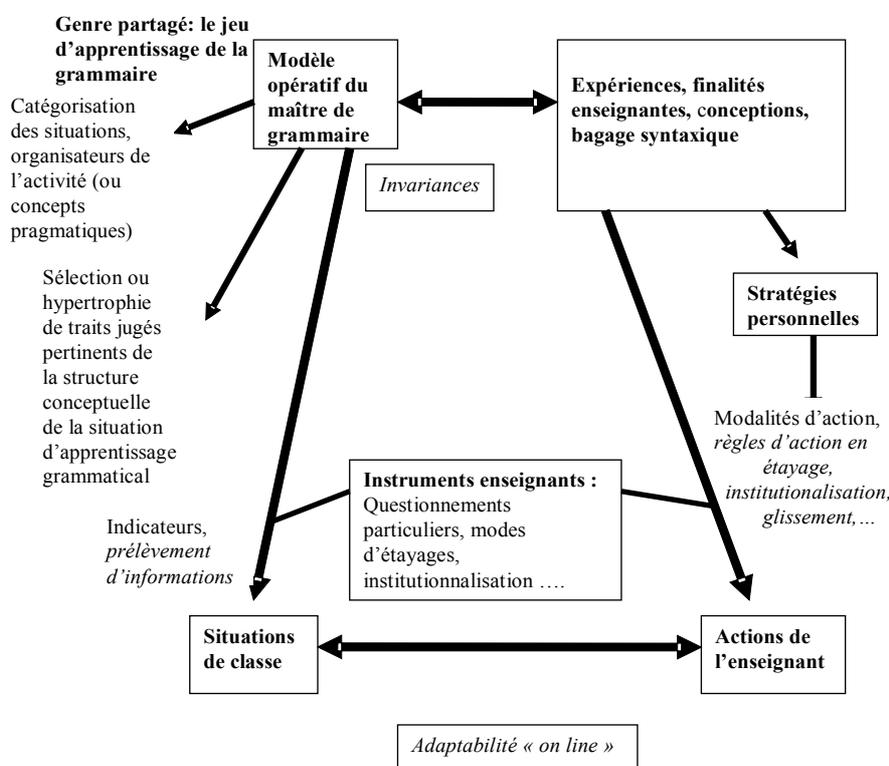 Genre partagé: le jeu
d'apprentissage de la
grammaire
Modèle
opératif du
maître de
grammaire
Expériences, finalités
enseignantes, conceptions,
bagage syntaxique
Catégorisation
des situations,
organisateurs de
l'activité (ou
concepts
pragmatiques)
Invariances
Sélection ou
hypertrophie
de traits jugés
pertinents de
la structure
conceptuelle
de la situation
d'apprentissage
grammatical
Stratégies
personnelles
Modalités d'action,
règles d'action en
étayage,
institutionalisation,
glissement,…
Instruments enseignants :
Questionnements
particuliers, modes
d'étayages,
institutionnalisation ….
Indicateurs,
prélèvement
d'informations
Situations
de classe
Actions de
l'enseignant
Adaptabilité « on line »